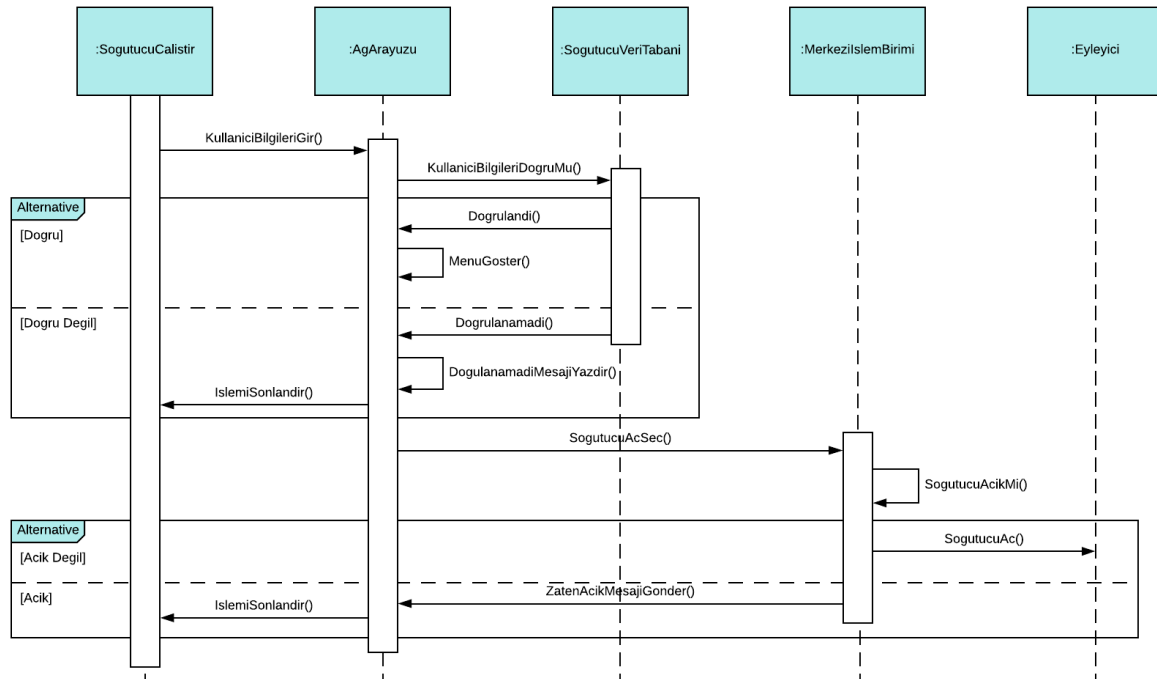 :SogutucuCalistir
:AgArayuzu
:SogutucuVeriTabani
:MerkeziIslemBirimi
:Eyleyici
KullaniciBilgileriGir()
KullaniciBilgileriDogruMu()
Alternative
[Dogru]
Dogrulandi()
MenuGoster()
[Dogru Degil]
Dogrulanamadi()
DogulanamadiMesajiYazdir()
IslemiSonlandir()
SogutucuAcSec()
SogutucuAcikMi()
Alternative
[Acik Degil]
SogutucuAc()
[Acik]
ZatenAcikMesajiGonder()
IslemiSonlandir()